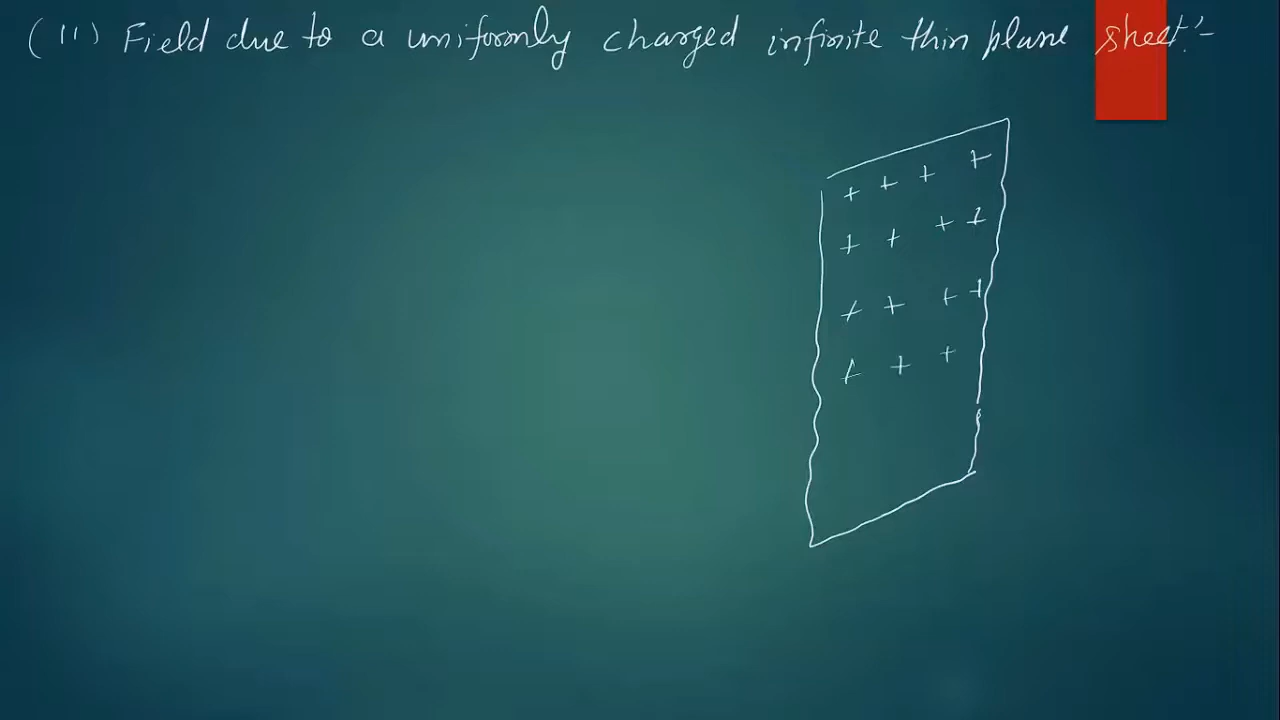 (ii) Field due to a uniformly charged infinite thin plane sheet:-
+ + + +
+ + + +
+ + + +
+ + +